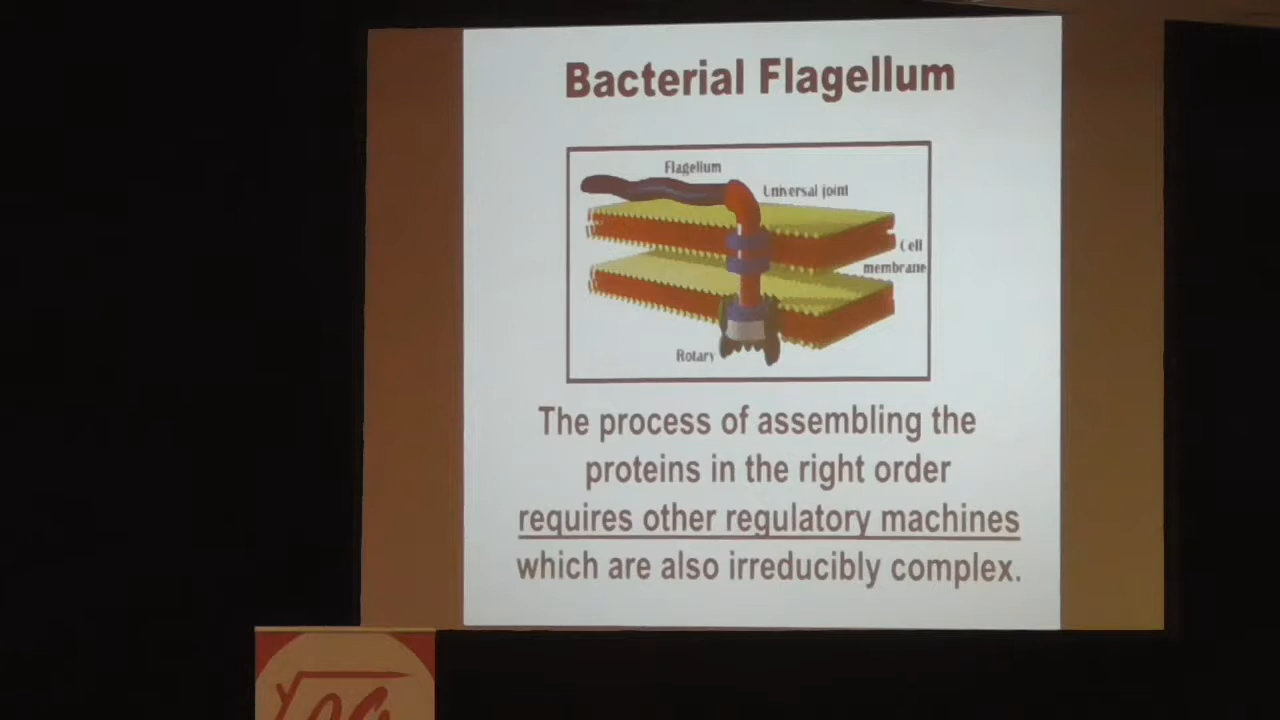 Bacterial Flagellum
Flagellum
Universal joint
Cell
membrane
Rotary
The process of assembling the
proteins in the right order
requires other regulatory machines
which are also irreducibly complex.